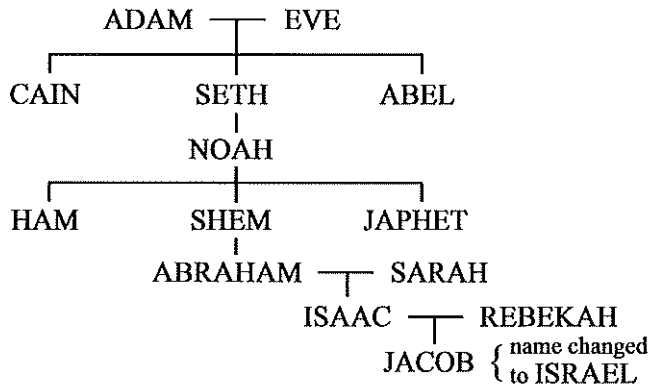 ADAM EVE
CAIN SETH ABEL
NOAH
HAM SHEM JAPHET
ABRAHAM SARAH
ISAAC REBEKAH
JACOB { name changed
to ISRAEL